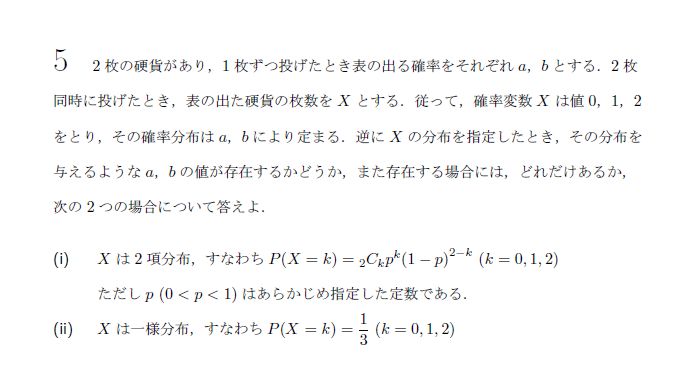 5 2 枚の硬貨があり，1 枚ずつ投げたとき表の出る確率をそれぞれ a，b とする．2 枚
同時に投げたとき，表の出た硬貨の枚数を X とする．従って，確率変数 X は値 0，1，2
をとり，その確率分布は a，b により定まる．逆に X の分布を指定したとき，その分布を
与えるような a，b の値が存在するかどうか，また存在する場合には，どれだけあるか，
次の 2 つの場合について答えよ．
(i) X は 2 項分布，すなわち P(X = k) = ₂Cₖpᵏ(1 − p)²⁻ᵏ (k = 0, 1, 2)
ただし p (0 < p < 1) はあらかじめ指定した定数である．
(ii) X は一様分布，すなわち P(X = k) = 1/3 (k = 0, 1, 2)